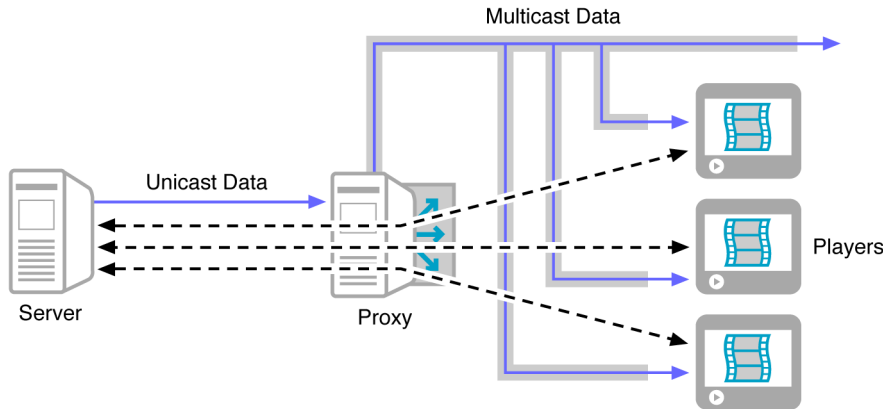 Multicast Data
Unicast Data
Players
Server
Proxy